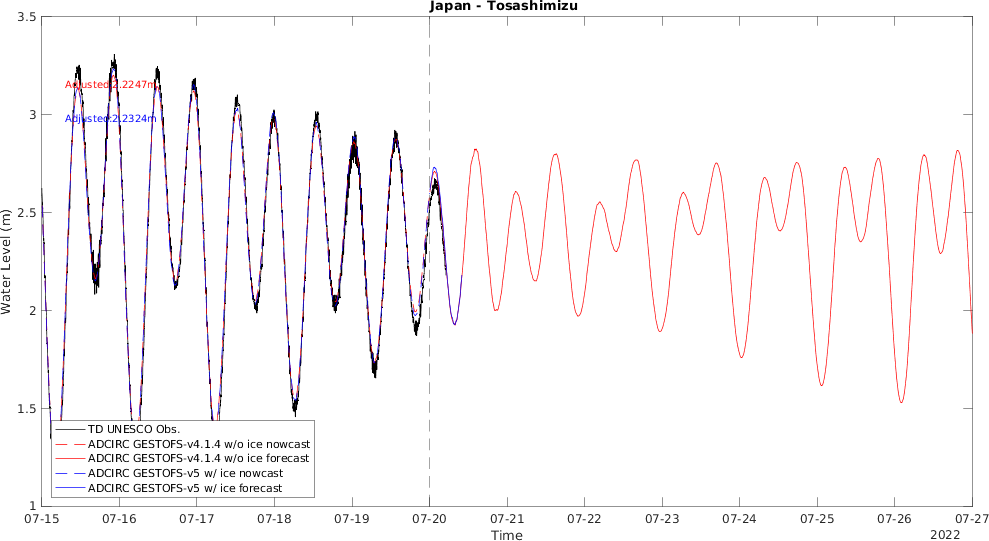 Japan - Tosashimizu
3.5
3
2.5
2
1.5
1
Water Level (m)
Adjusted:2.2247m
Adjusted:2.2324m
TD UNESCO Obs.
ADCIRC GESTOFS-v4.1.4 w/o ice nowcast
ADCIRC GESTOFS-v4.1.4 w/o ice forecast
ADCIRC GESTOFS-v5 w/ ice nowcast
ADCIRC GESTOFS-v5 w/ ice forecast
07-15 07-16 07-17 07-18 07-19 07-20 07-21 07-22 07-23 07-24 07-25 07-26 07-27
Time
2022